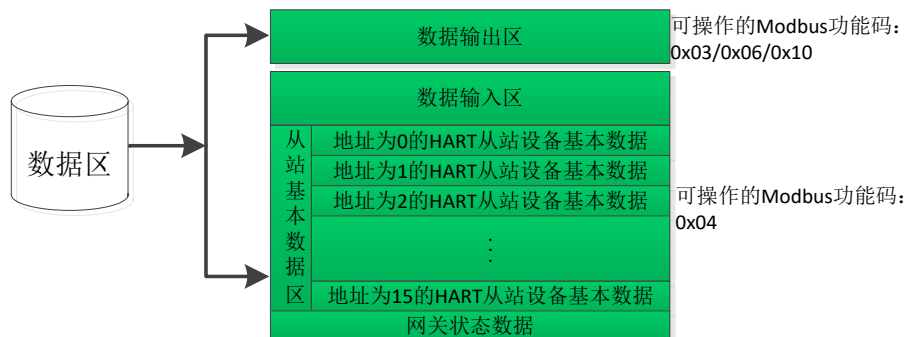 数据区
数据输出区
可操作的Modbus功能码：
0x03/0x06/0x10
数据输入区
从站基本数据区
地址为0的HART从站设备基本数据
地址为1的HART从站设备基本数据
地址为2的HART从站设备基本数据
⋮
地址为15的HART从站设备基本数据
网关状态数据
可操作的Modbus功能码：
0x04